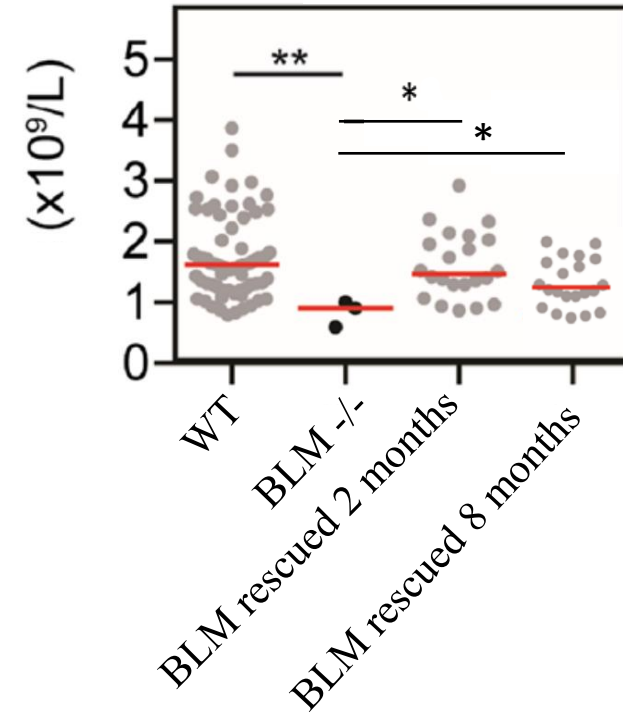 (x10⁹/L)
5
4
3
2
1
0
**
*
*
WT
BLM -/-
BLM rescued 2 months
BLM rescued 8 months